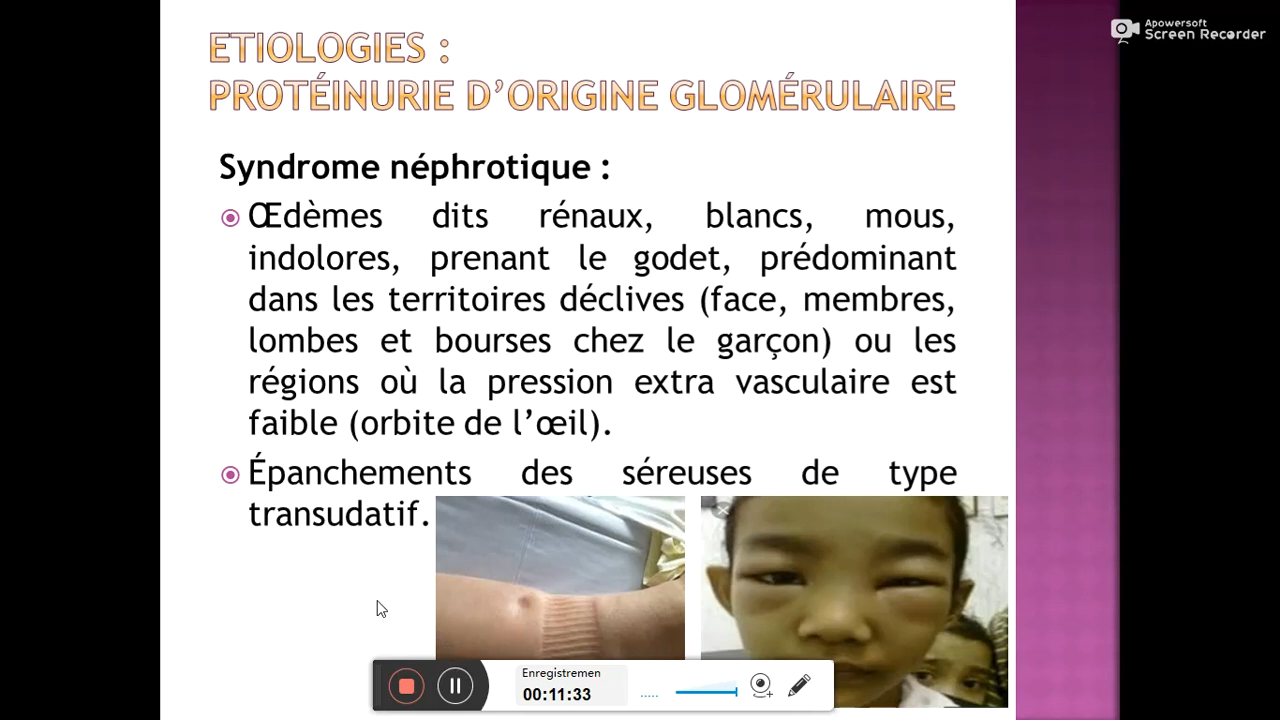 ETIOLOGIES :
PROTÉINURIE D’ORIGINE GLOMÉRULAIRE
Syndrome néphrotique :
Œdèmes dits rénaux, blancs, mous,
indolores, prenant le godet, prédominant
dans les territoires déclives (face, membres,
lombes et bourses chez le garçon) ou les
régions où la pression extra vasculaire est
faible (orbite de l’œil).
Épanchements des séreuses de type
transudatif.
Apowersoft
Screen Recorder
Enregistremen
00:11:33